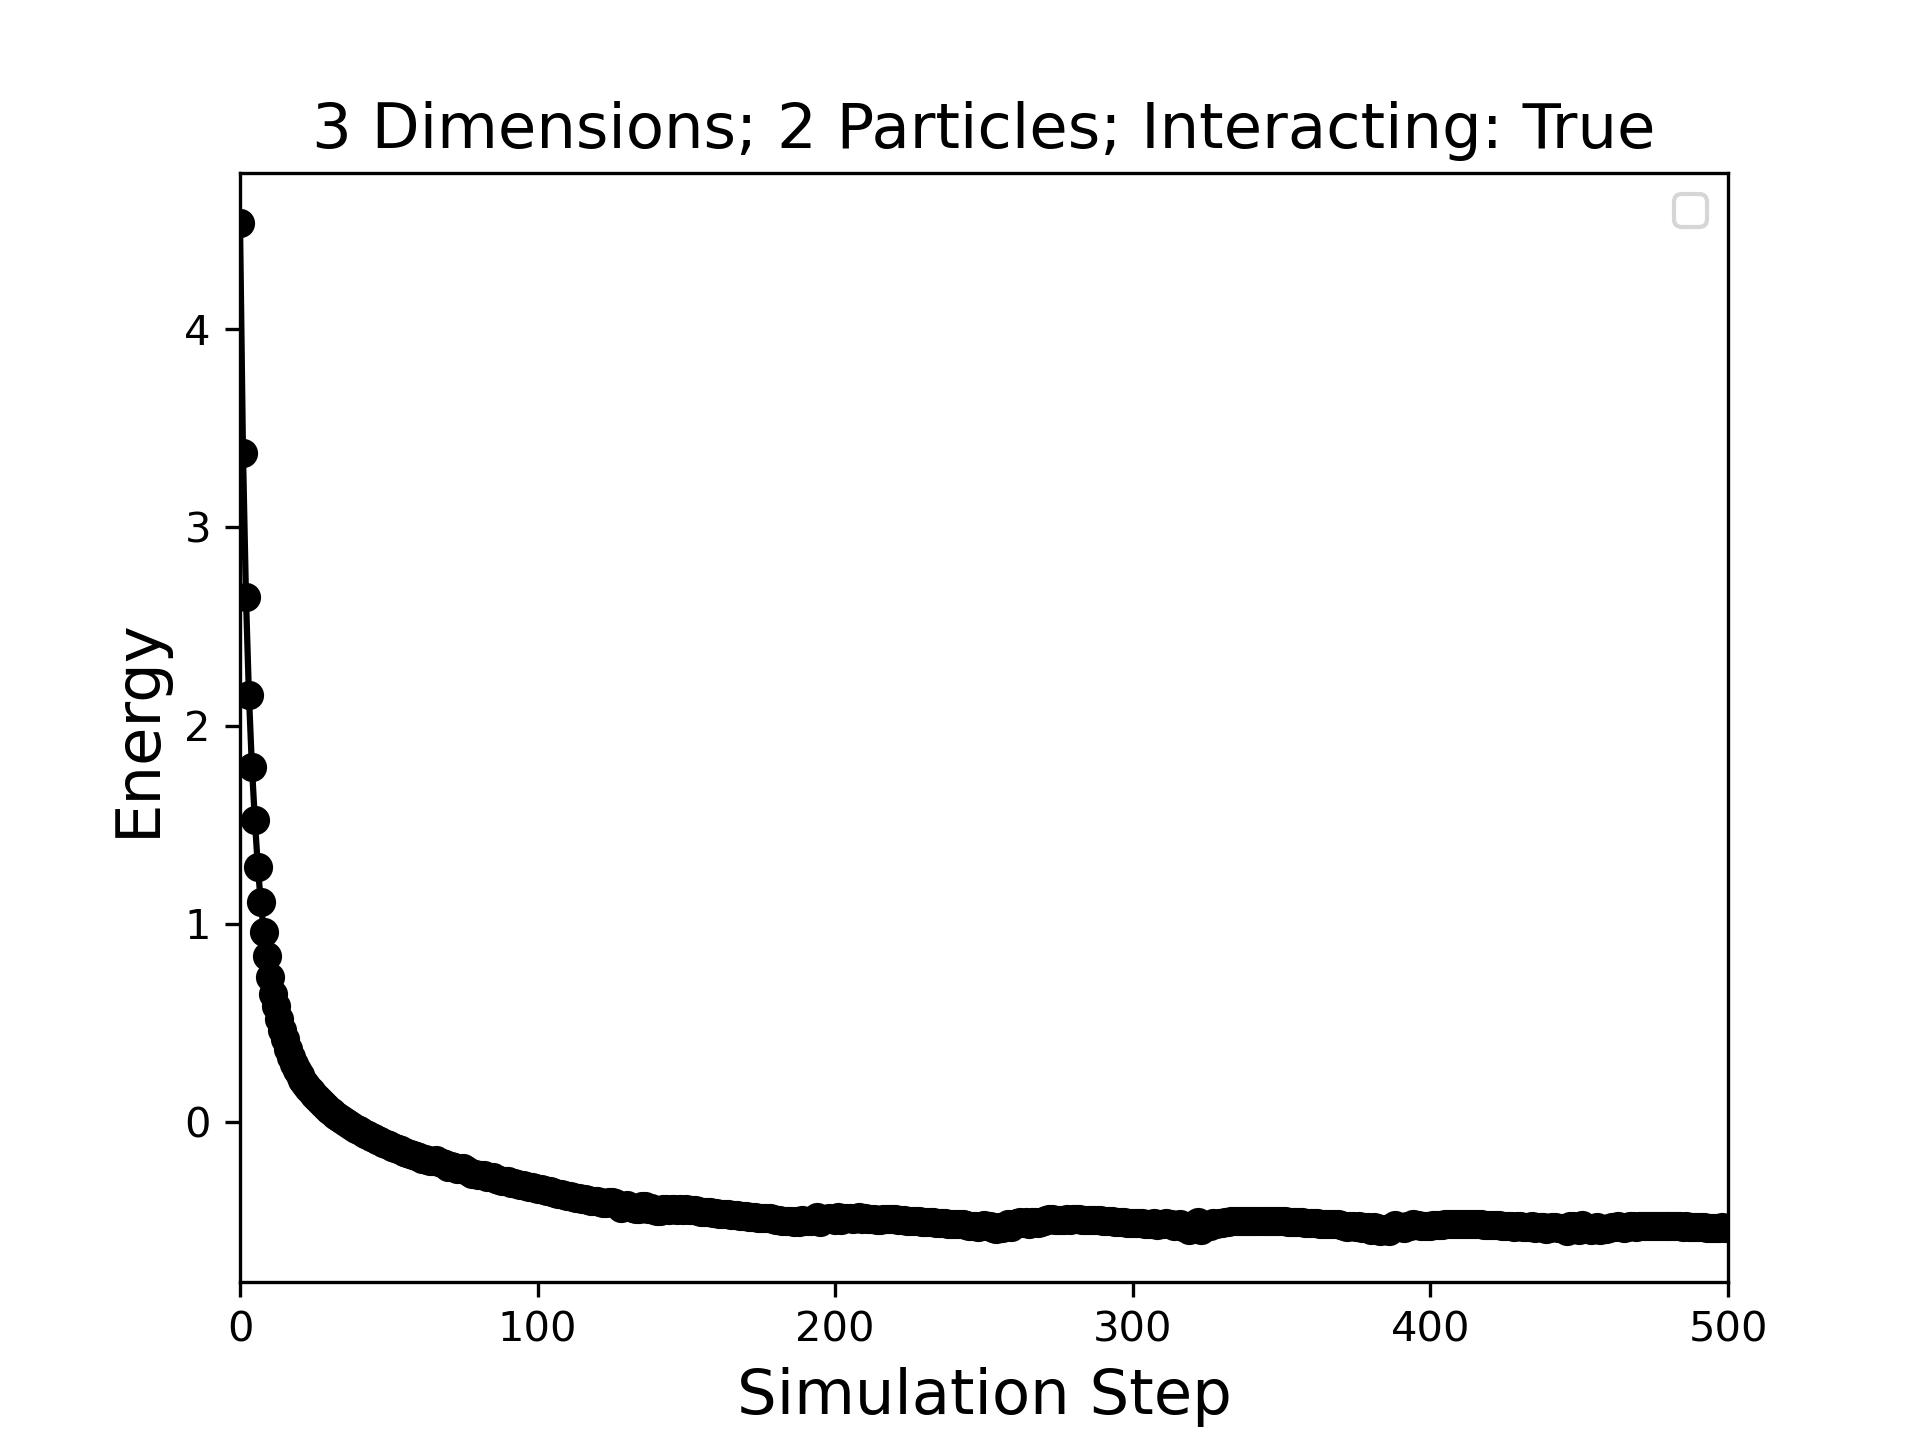 3 Dimensions; 2 Particles; Interacting: True
Energy
4
3
2
1
0
0 100 200 300 400 500
Simulation Step